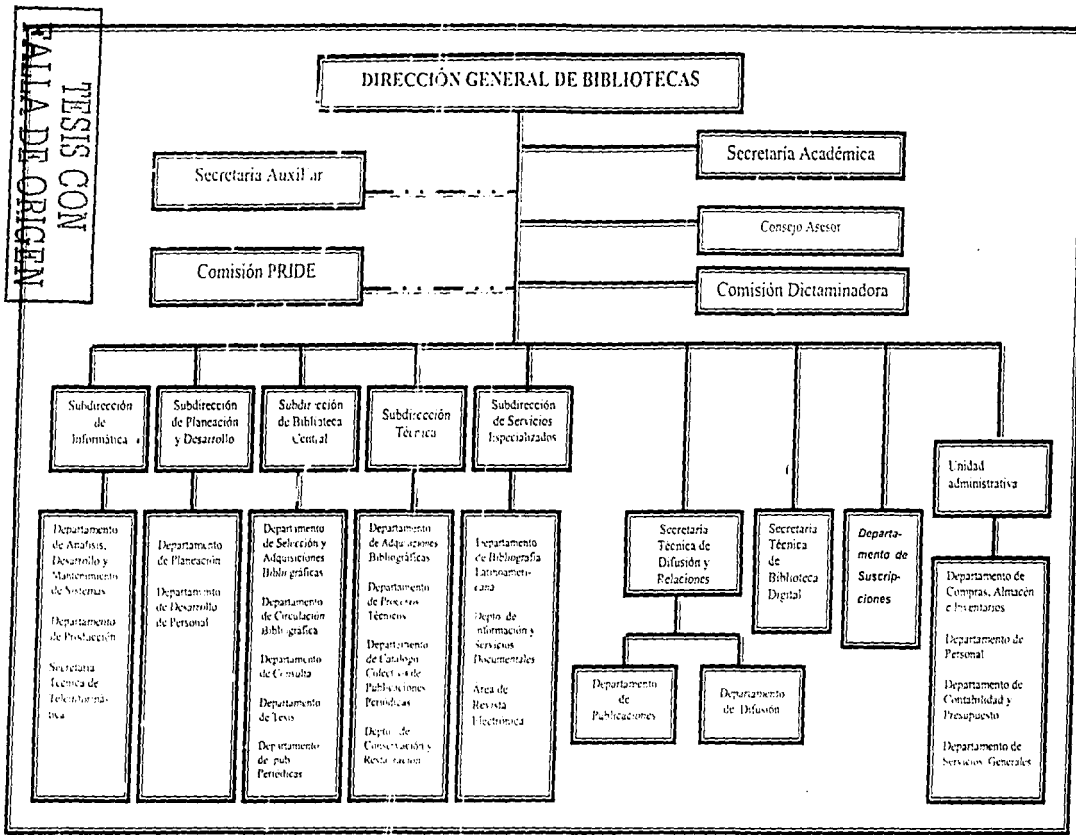 TESIS CON
FALLA DE ORIGEN
DIRECCIÓN GENERAL DE BIBLIOTECAS
Secretaría Auxiliar
Secretaría Académica
Consejo Asesor
Comisión PRIDE
Comisión Dictaminadora
Subdirección
de
Informática
Subdirección
de Planeación
y Desarrollo
Subdirección
de Biblioteca
Central
Subdirección
Técnica
Subdirección
de Servicios
Especializados
Unidad
administrativa
Departamento
de Análisis,
Desarrollo y
Mantenimiento
de Sistemas
Departamento
de Producción
Secretaría
Técnica de
Teleinformá-
tica
Departamento
de Planeación
Departamento
de Desarrollo
de Personal
Departamento
de Selección y
Adquisiciones
Bibliográficas
Departamento
de Circulación
Bibliográfica
Departamento
de Consulta
Departamento
de Tesis
Departamento
de pub
Periódicas
Departamento
de Adquisiciones
Bibliográficas
Departamento
de Procesos
Técnicos
Departamento
de Catálogo
Colectivo de
Publicaciones
Periódicas
Depto. de
Conservación y
Restauración
Departamento
de Bibliografía
Latinoameri-
cana
Depto. de
Información y
Servicios
Documentales
Área de
Revista
Electrónica
Secretaría
Técnica de
Difusión y
Relaciones
Departamento
de
Publicaciones
Departamento
de Difusión
Secretaría
Técnica
de
Biblioteca
Digital
Departa-
mento de
Suscrip-
ciones
Departamento de
Compras, Almacén
e Inventarios
Departamento de
Personal
Departamento de
Contabilidad y
Presupuesto
Departamento de
Servicios Generales